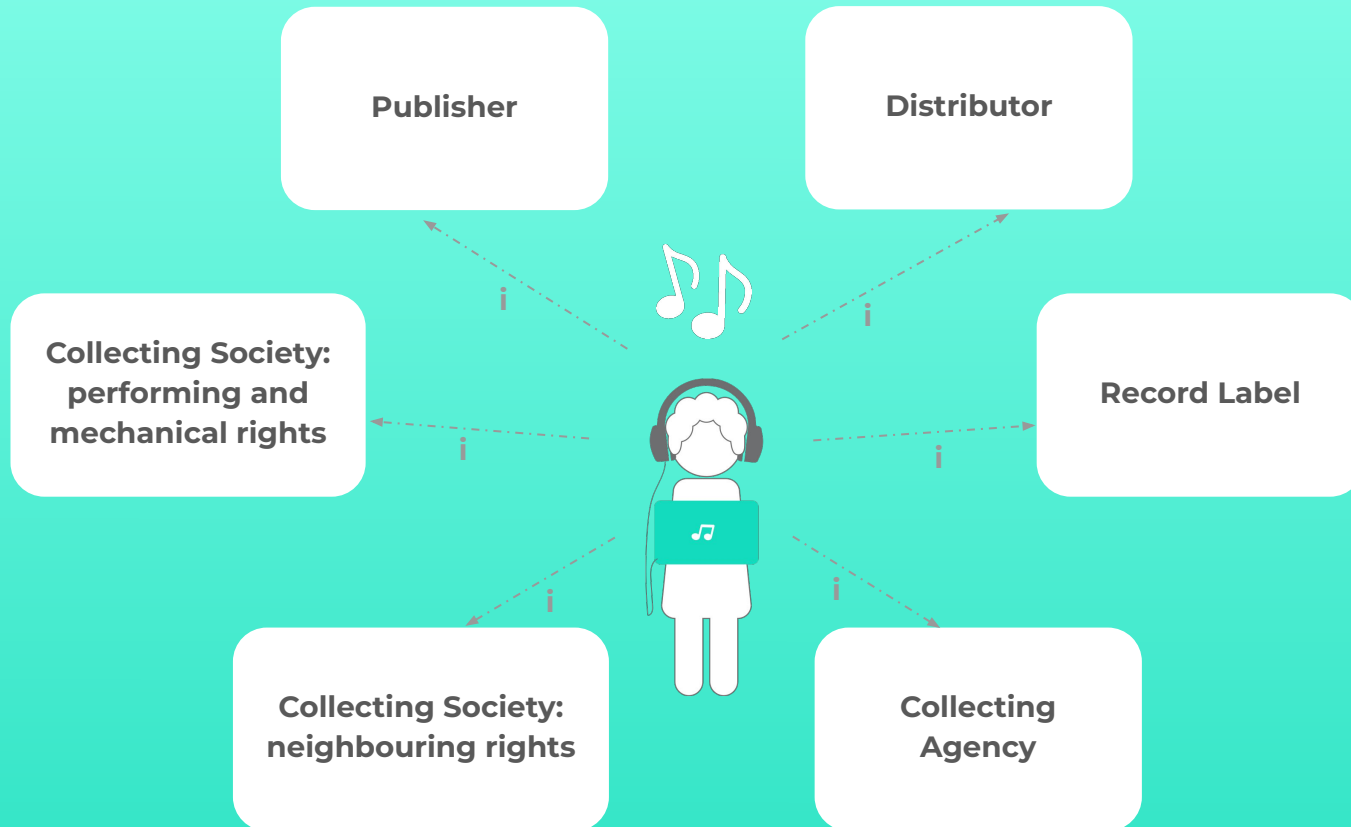 Publisher
Distributor
i
i
Collecting Society:
performing and
mechanical rights
Record Label
i
i
i
i
Collecting Society:
neighbouring rights
Collecting
Agency